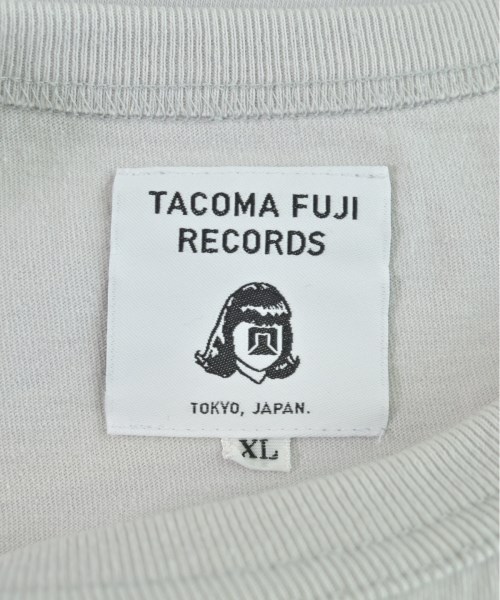 TACOMA FUJI
RECORDS
TOKYO, JAPAN.
XL